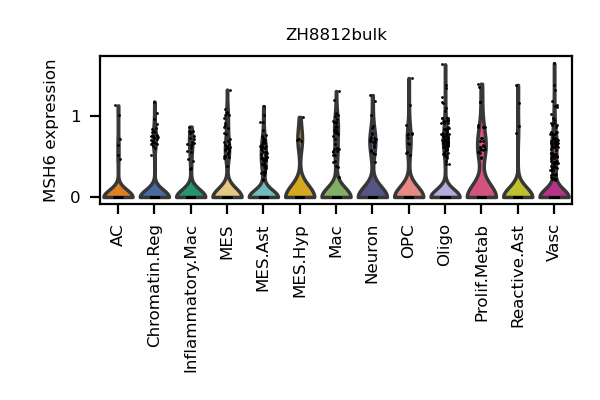 ZH8812bulk
MSH6 expression
1
0
AC
Chromatin.Reg
Inflammatory.Mac
MES
MES.Ast
MES.Hyp
Mac
Neuron
OPC
Oligo
Prolif.Metab
Reactive.Ast
Vasc